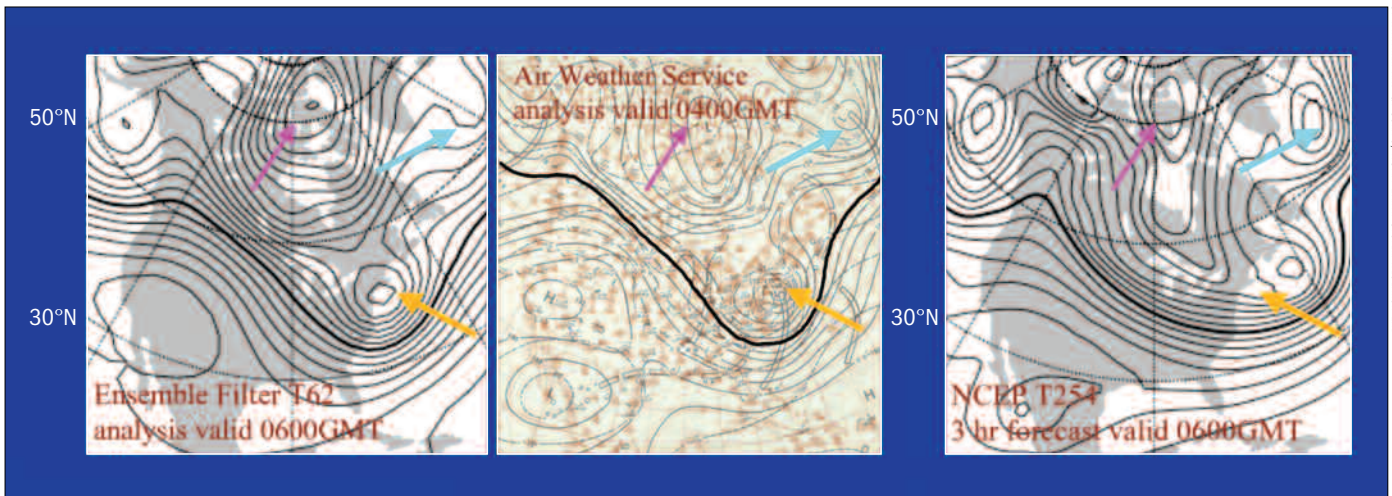 50°N
30°N
Ensemble Filter T62
analysis valid 0600GMT
Air Weather Service
analysis valid 0400GMT
H
L
H
50°N
30°N
NCEP T254
3 hr forecast valid 0600GMT